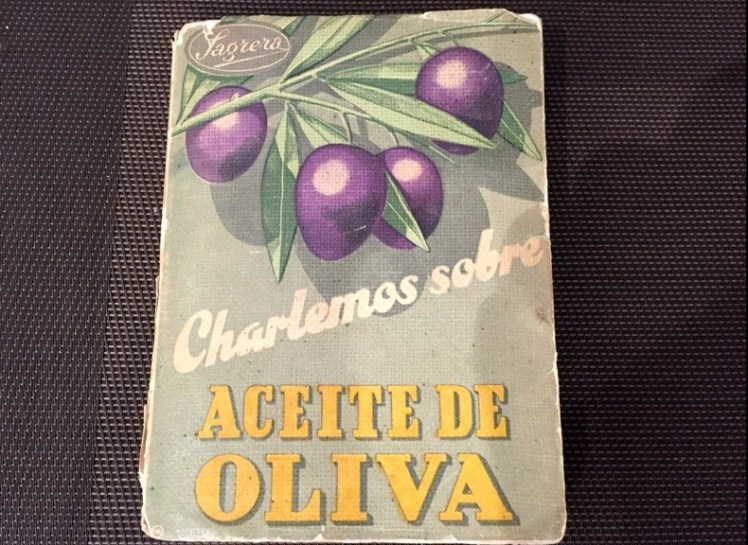 Sagrera
Charlemos sobre
ACEITE DE
OLIVA